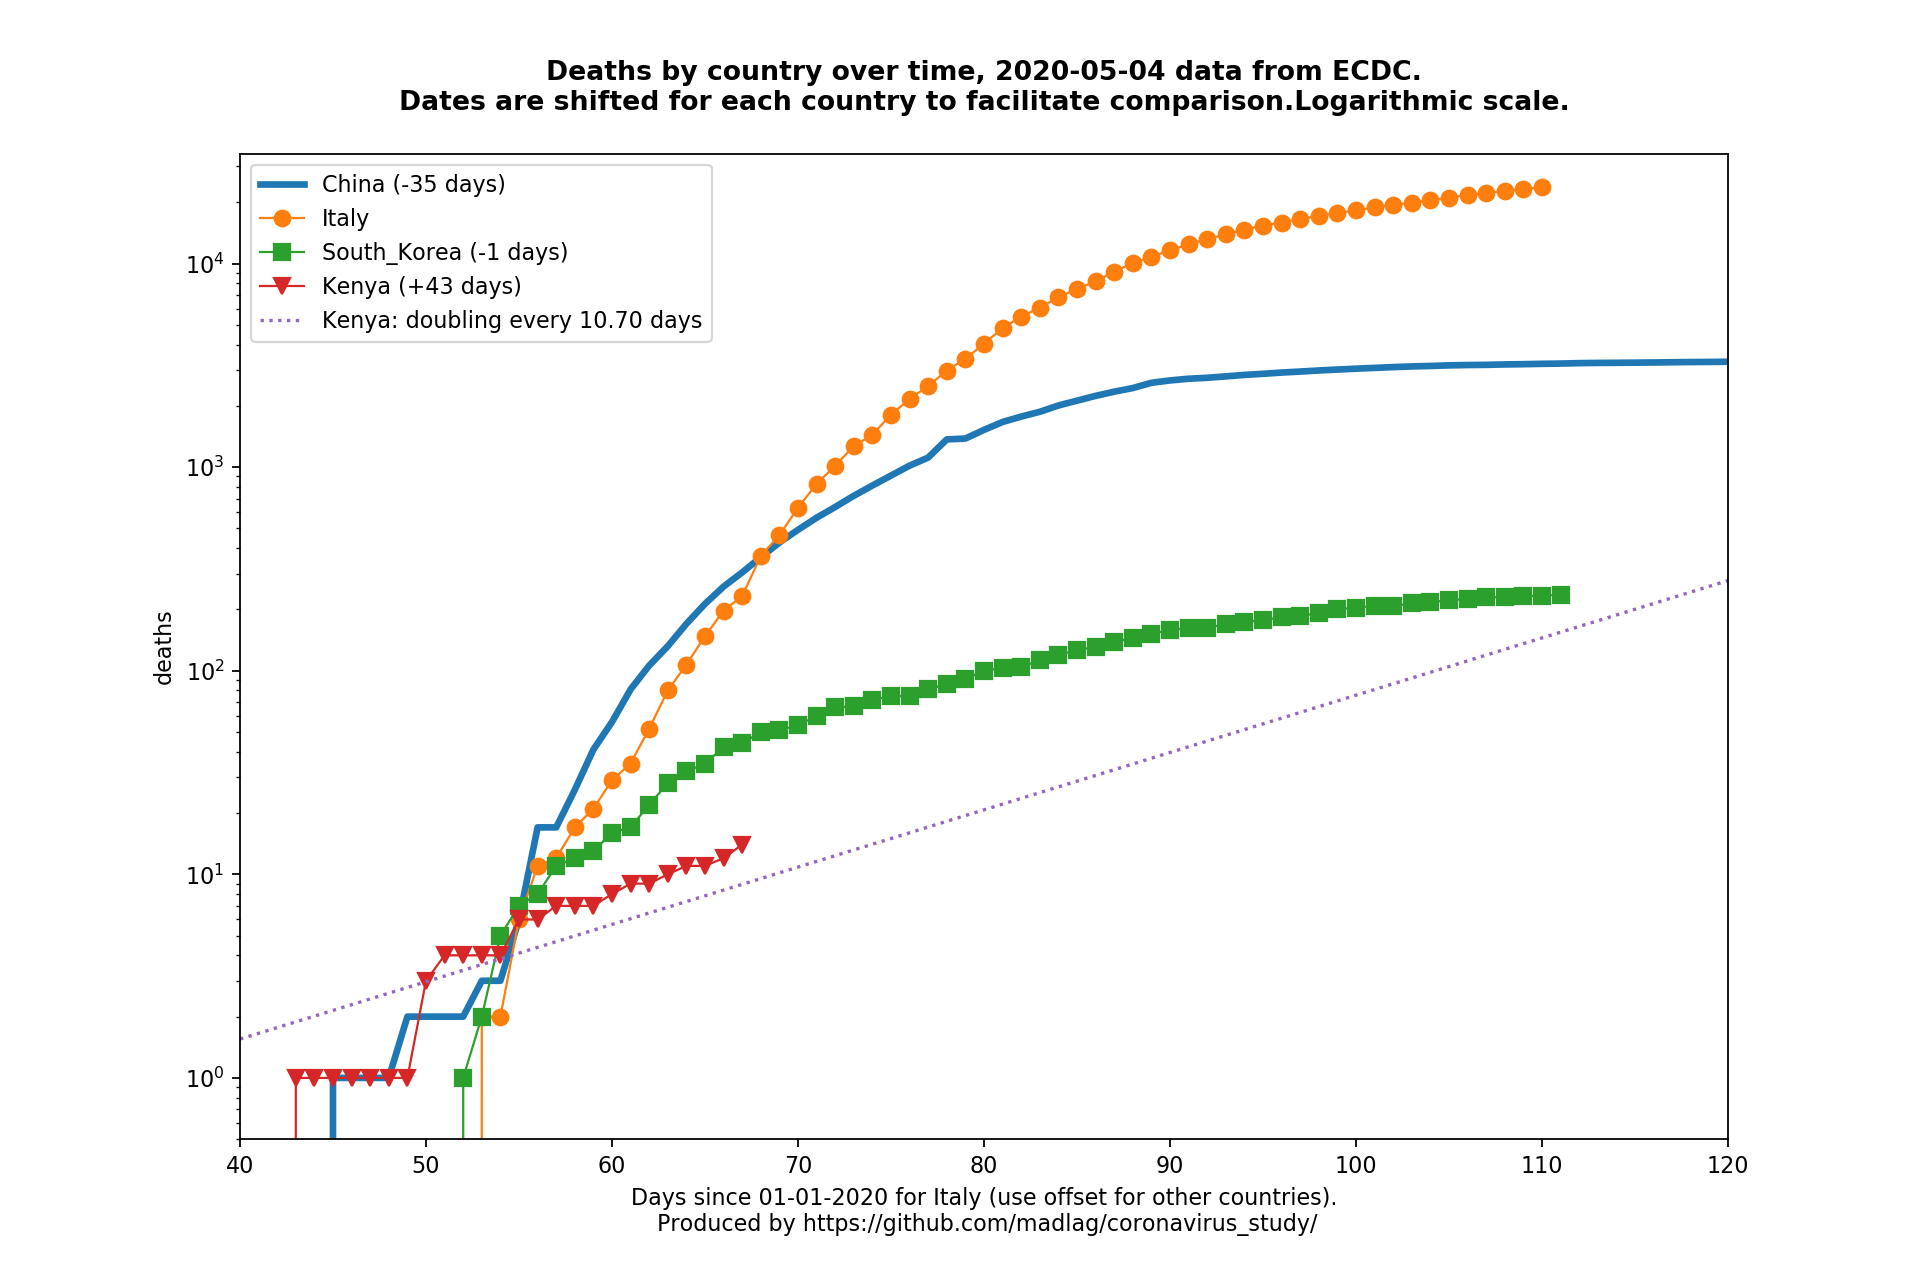 Deaths by country over time, 2020-05-04 data from ECDC.
Dates are shifted for each country to facilitate comparison.Logarithmic scale.
China (-35 days)
Italy
South_Korea (-1 days)
Kenya (+43 days)
Kenya: doubling every 10.70 days
deaths
10⁴
10³
10²
10¹
10⁰
40 50 60 70 80 90 100 110 120
Days since 01-01-2020 for Italy (use offset for other countries).
Produced by https://github.com/madlag/coronavirus_study/